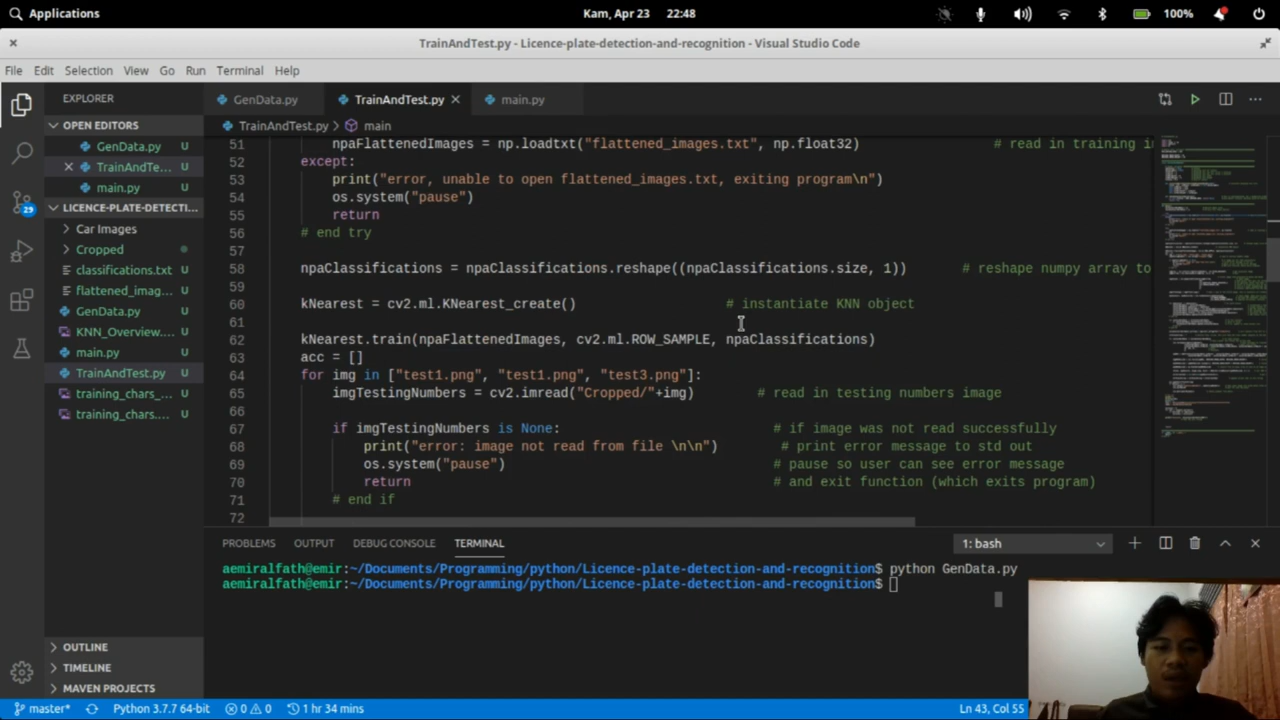 Applications
Kam, Apr 23 22:48
100%
TrainAndTest.py - Licence-plate-detection-and-recognition - Visual Studio Code
File Edit Selection View Go Run Terminal Help
EXPLORER
GenData.py
TrainAndTest.py
main.py
OPEN EDITORS
GenData.py U
TrainAndTe... U
main.py U
LICENCE-PLATE-DETECTI...
Car Images
Cropped
classifications.txt U
flattened_imag... U
GenData.py U
KNN_Overview.... U
main.py U
TrainAndTest.py U
training_chars_... U
training_chars.... U
OUTLINE
TIMELINE
MAVEN PROJECTS
29
TrainAndTest.py > main
51 npaFlattenedImages = np.loadtxt("flattened_images.txt", np.float32) # read in training i
52 except:
53 print("error, unable to open flattened_images.txt, exiting program\n")
54 os.system("pause")
55 return
56 # end try
57
58 npaClassifications = npaClassifications.reshape((npaClassifications.size, 1)) # reshape numpy array to
59
60 kNearest = cv2.ml.KNearest_create() # instantiate KNN object
61
62 kNearest.train(npaFlattenedImages, cv2.ml.ROW_SAMPLE, npaClassifications)
63 acc = []
64 for img in ["test1.png", "test1.png", "test3.png"]:
65 imgTestingNumbers = cv2.imread("Cropped/"+img) # read in testing numbers image
66
67 if imgTestingNumbers is None: # if image was not read successfully
68 print("error: image not read from file \n\n") # print error message to std out
69 os.system("pause") # pause so user can see error message
70 return # and exit function (which exits program)
71 # end if
72
PROBLEMS OUTPUT DEBUG CONSOLE TERMINAL
1: bash
aemiralfath@emir:~/Documents/Programming/python/Licence-plate-detection-and-recognition$ python GenData.py
aemiralfath@emir:~/Documents/Programming/python/Licence-plate-detection-and-recognition$
master* Python 3.7.7 64-bit 0 0 1 hr 34 mins
Ln 43, Col 55